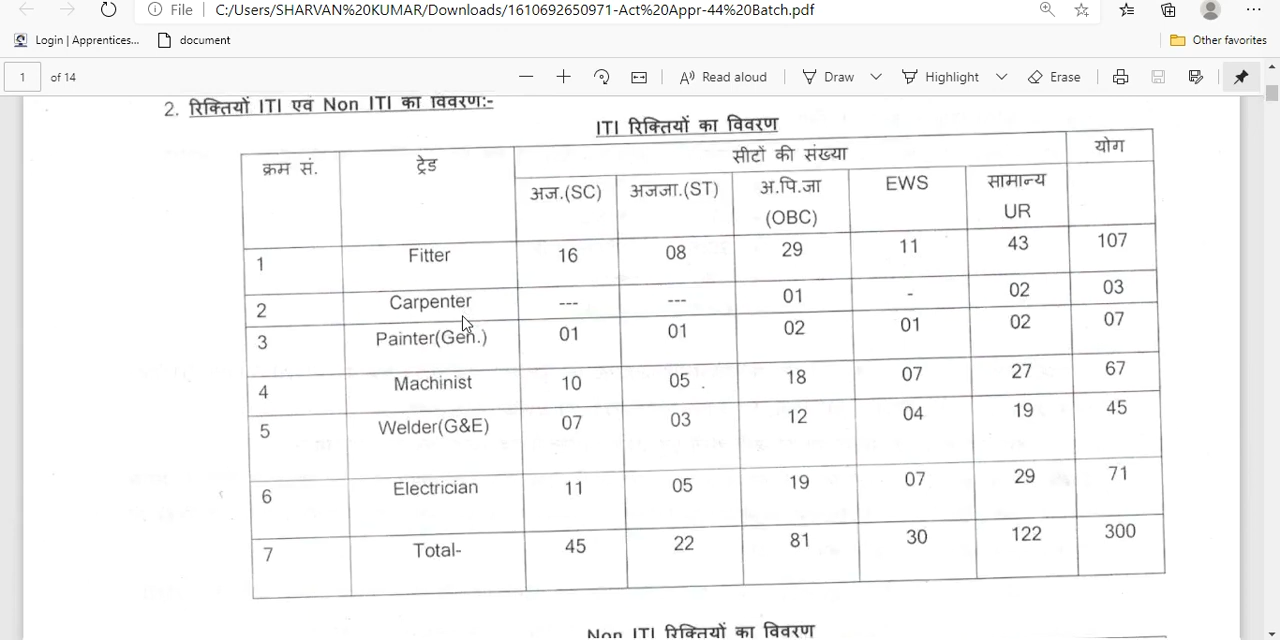 File C:/Users/SHARVAN%20KUMAR/Downloads/1610692650971-Act%20Appr-44%20Batch.pdf
Login | Apprentices... document Other favorites
1 of 14 Read aloud Draw Highlight Erase
2. रिक्तियों ITI एवं Non ITI का विवरण:-
ITI रिक्तियों का विवरण
क्रम सं. ट्रेड सीटों की संख्या योग
अज.(SC) अजजा.(ST) अ.पि.जा (OBC) EWS सामान्य UR
1 Fitter 16 08 29 11 43 107
2 Carpenter --- --- 01 - 02 03
3 Painter(Gen.) 01 01 02 01 02 07
4 Machinist 10 05 18 07 27 67
5 Welder(G&E) 07 03 12 04 19 45
6 Electrician 11 05 19 07 29 71
7 Total- 45 22 81 30 122 300
Non ITI रिक्तियों का विवरण